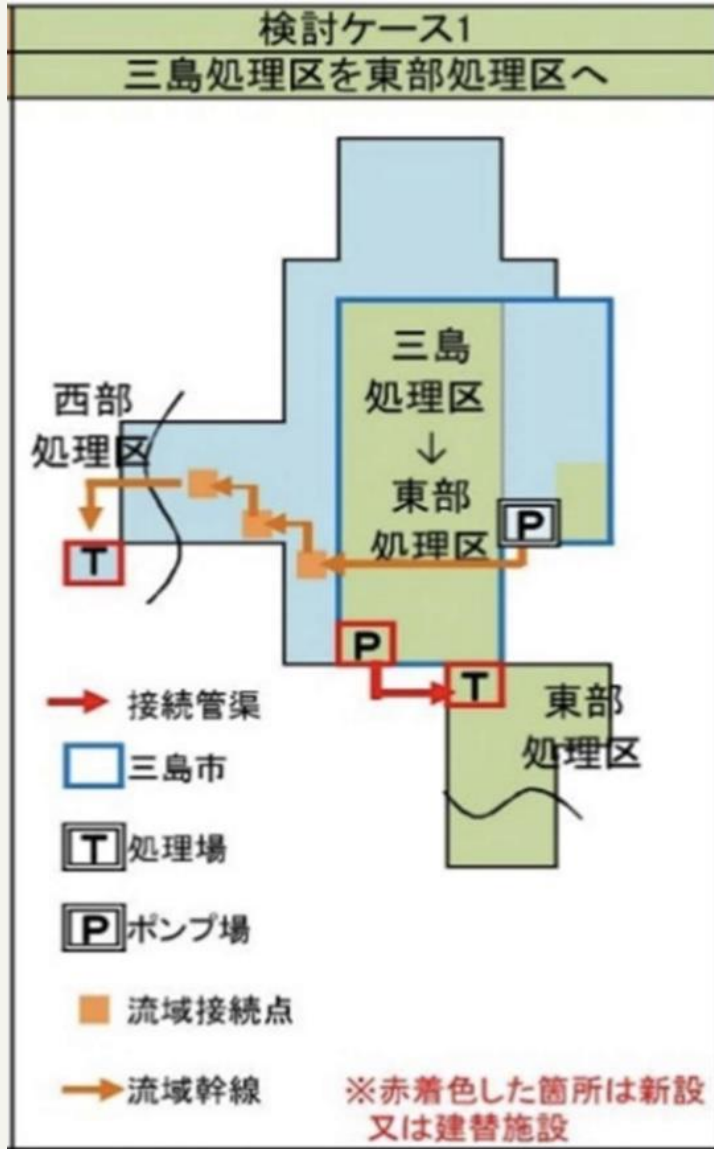 検討ケース1
三島処理区を東部処理区へ
三島
処理区
↓
東部
処理区
西部
処理区
P
T
P
T
東部
処理区
接続管渠
三島市
T 処理場
P ポンプ場
流域接続点
流域幹線
※赤着色した箇所は新設
又は建替施設